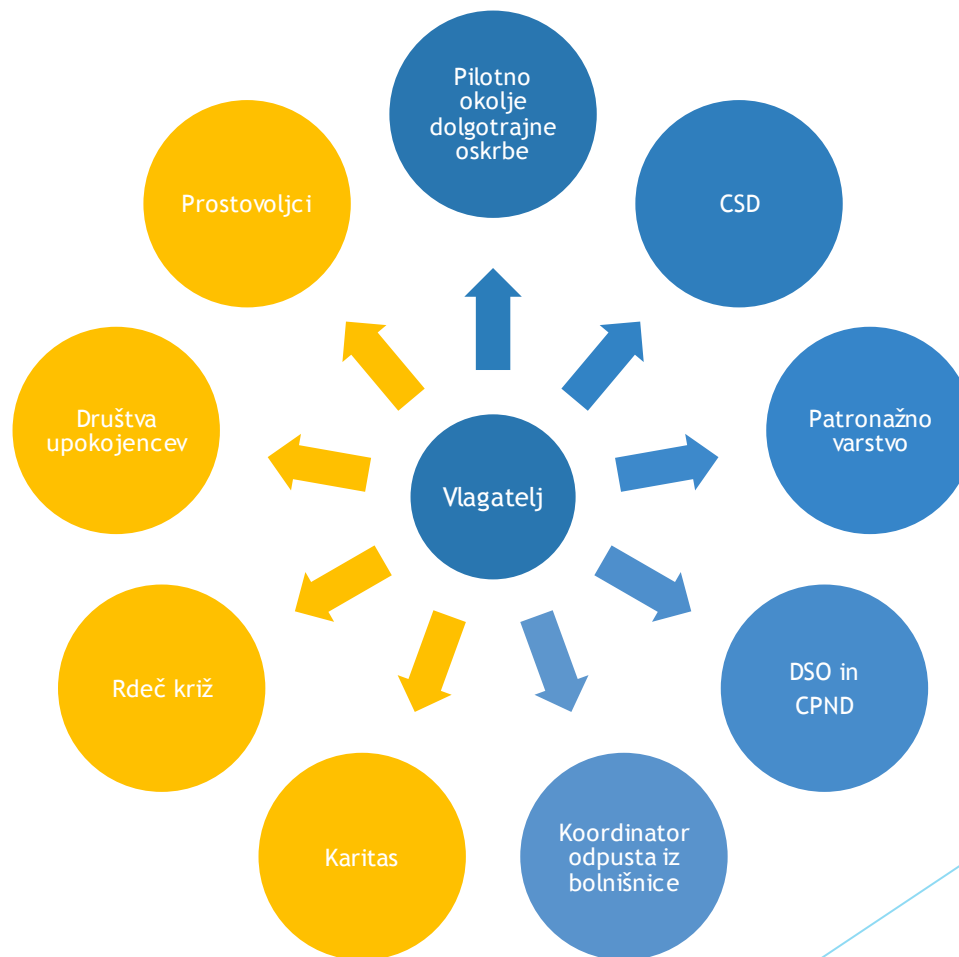 Pilotno
okolje
dolgotrajne
oskrbe
CSD
Patronažno
varstvo
DSO in
CPND
Koordinator
odpusta iz
bolnišnice
Karitas
Rdeč križ
Društva
upokojencev
Prostovoljci
Vlagatelj